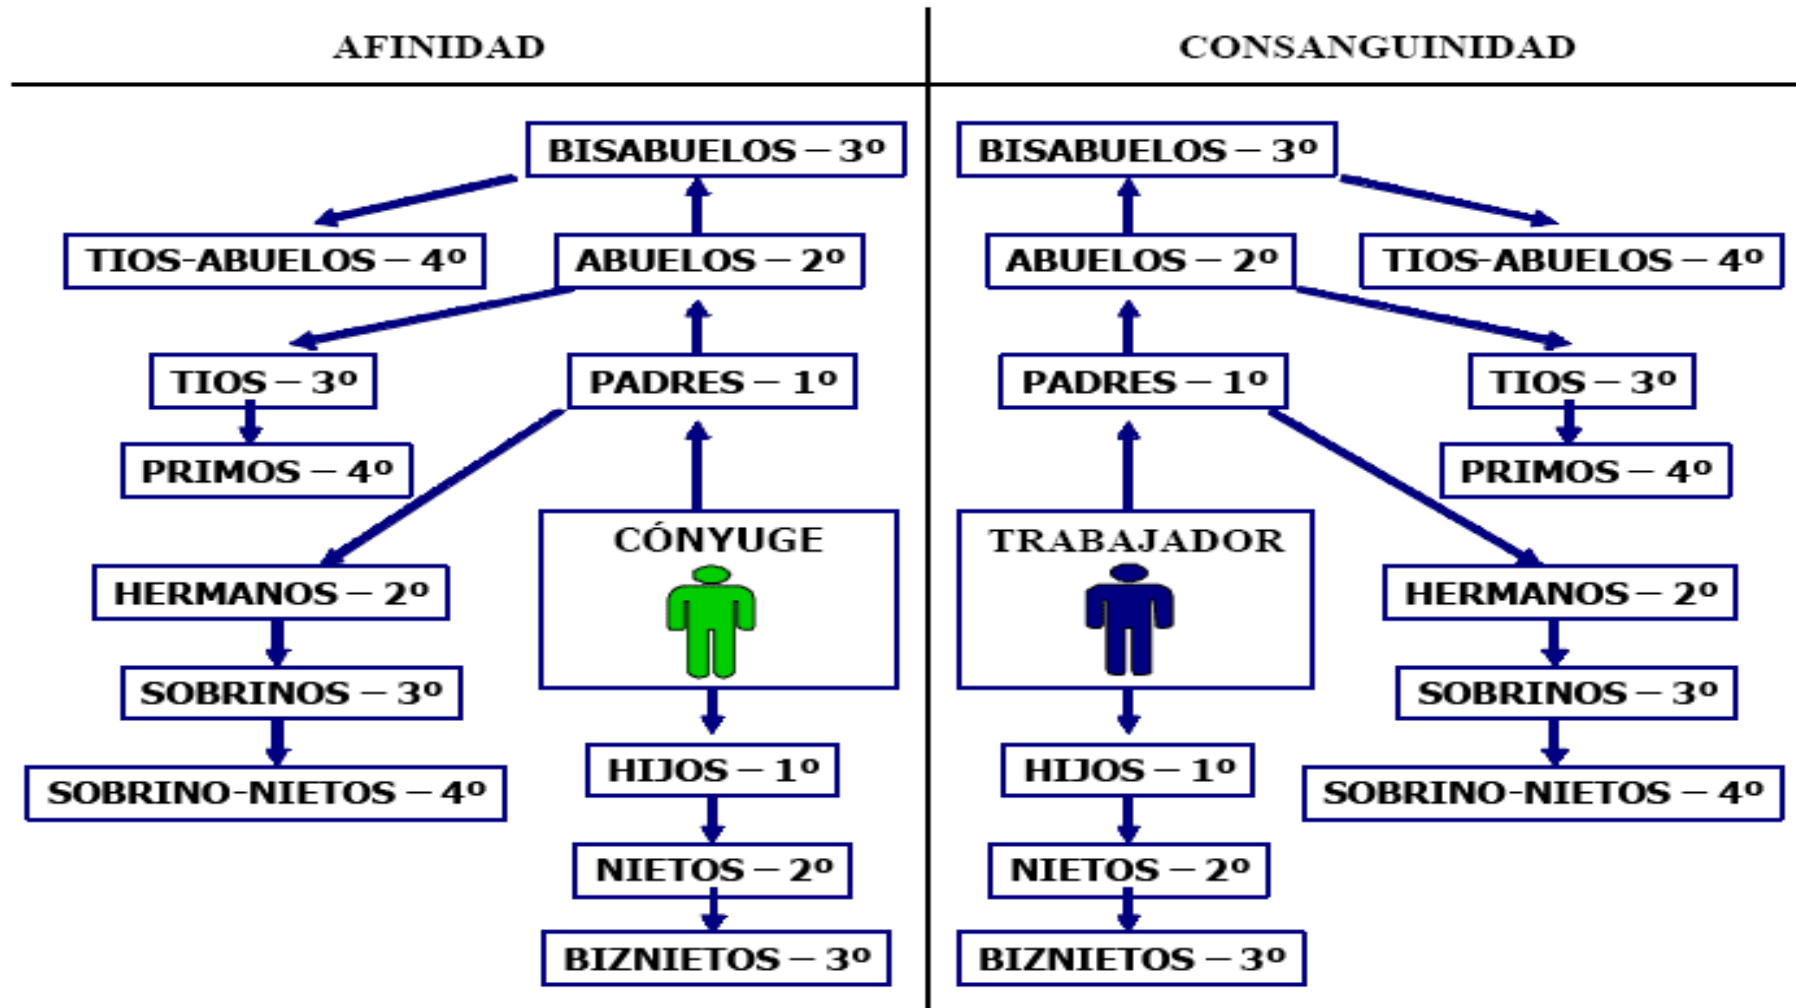 AFINIDAD
CONSANGUINIDAD
BISABUELOS – 3º
BISABUELOS – 3º
TIOS-ABUELOS – 4º
ABUELOS – 2º
ABUELOS – 2º
TIOS-ABUELOS – 4º
TIOS – 3º
PADRES – 1º
PADRES – 1º
TIOS – 3º
PRIMOS – 4º
PRIMOS – 4º
CÓNYUGE
TRABAJADOR
HERMANOS – 2º
HERMANOS – 2º
SOBRINOS – 3º
SOBRINOS – 3º
HIJOS – 1º
HIJOS – 1º
SOBRINO-NIETOS – 4º
SOBRINO-NIETOS – 4º
NIETOS – 2º
NIETOS – 2º
BIZNIETOS – 3º
BIZNIETOS – 3º